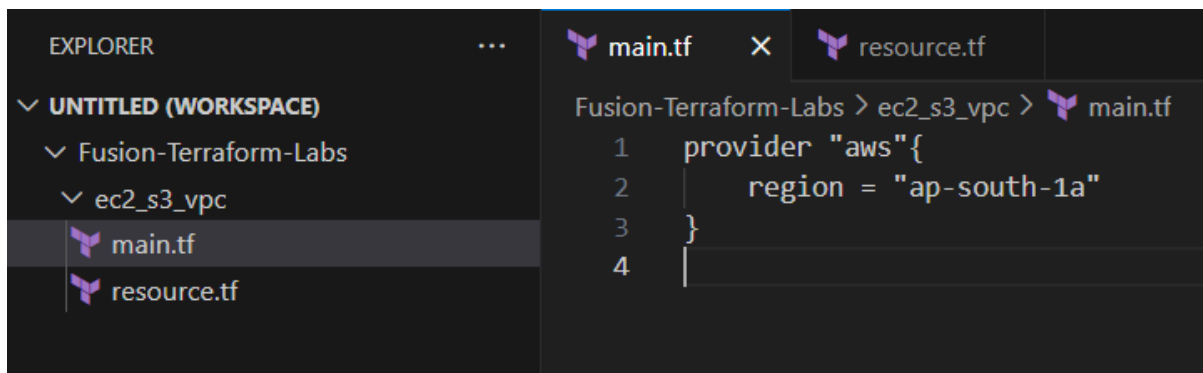 EXPLORER ...
UNTITLED (WORKSPACE)
Fusion-Terraform-Labs
ec2_s3_vpc
main.tf
resource.tf
main.tf resource.tf
Fusion-Terraform-Labs > ec2_s3_vpc > main.tf
1 provider "aws"{
2     region = "ap-south-1a"
3 }
4